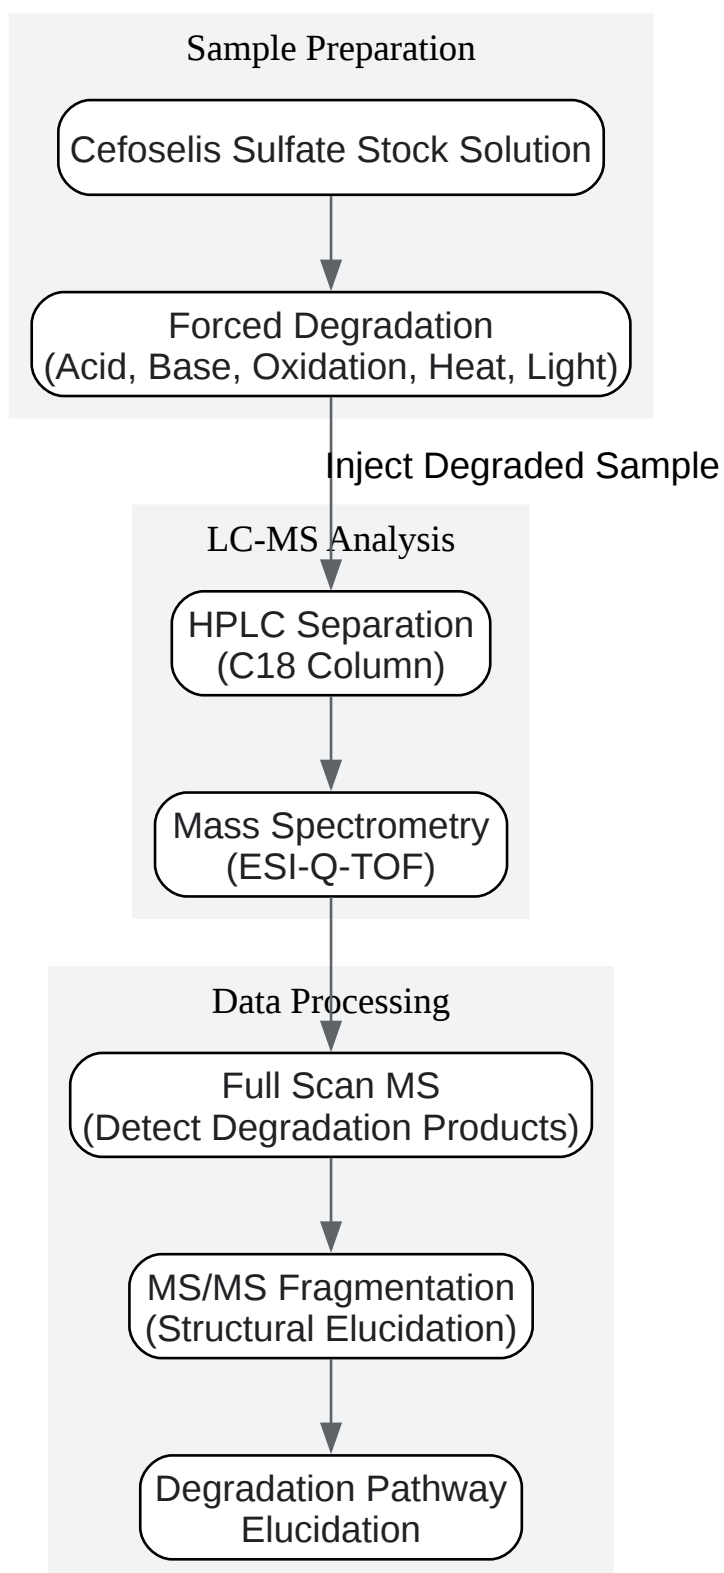 Sample Preparation
Cefoselis Sulfate Stock Solution
Forced Degradation
(Acid, Base, Oxidation, Heat, Light)
Inject Degraded Sample
LC-MS Analysis
HPLC Separation
(C18 Column)
Mass Spectrometry
(ESI-Q-TOF)
Data Processing
Full Scan MS
(Detect Degradation Products)
MS/MS Fragmentation
(Structural Elucidation)
Degradation Pathway
Elucidation